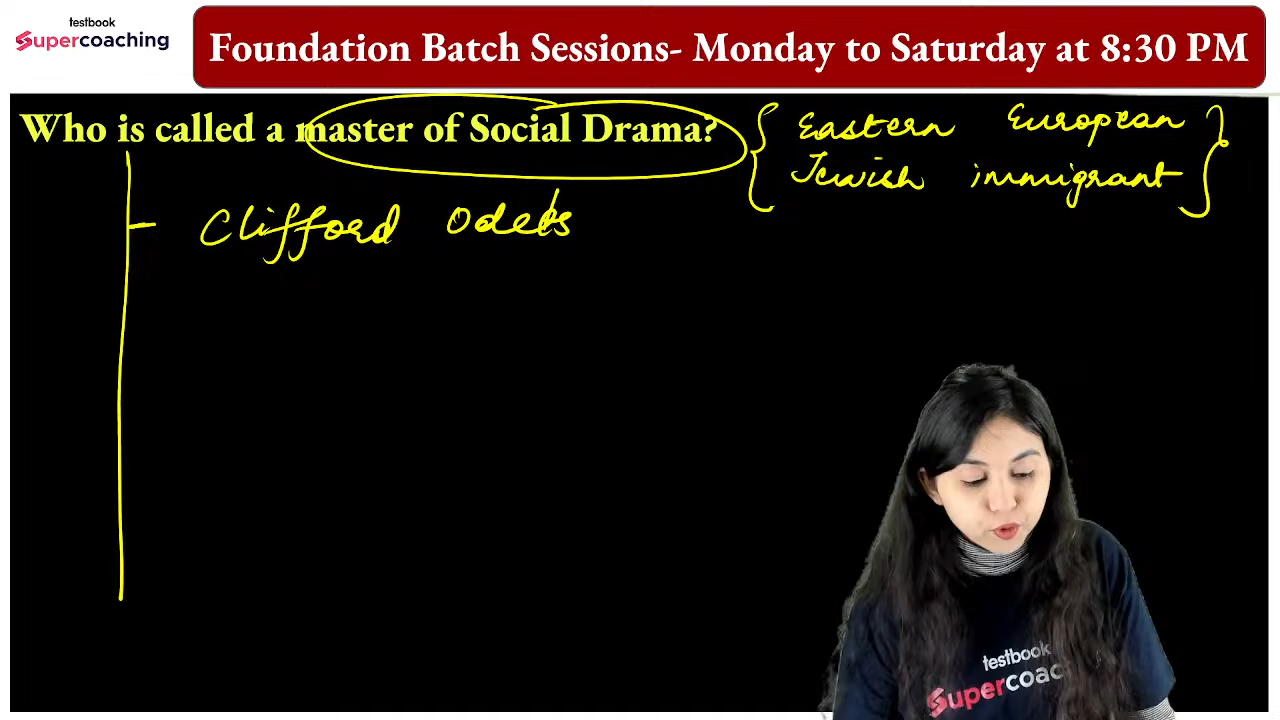 testbook
Supercoaching
Foundation Batch Sessions- Monday to Saturday at 8:30 PM
Who is called a master of Social Drama?
Eastern European
Jewish immigrant
Clifford Odets
testbook
Supercoac